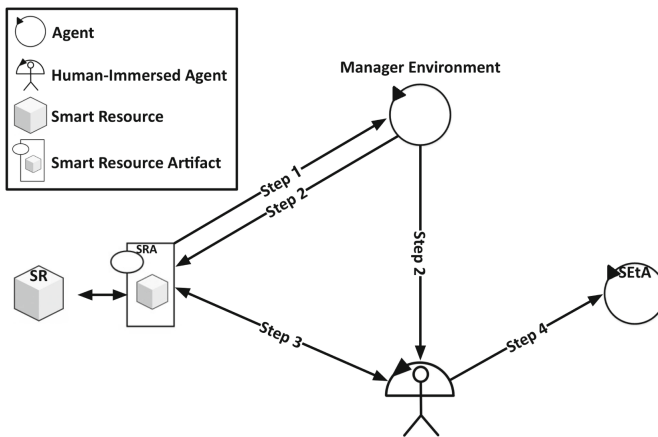 Agent
Human-Immersed Agent
Smart Resource
Smart Resource Artifact
Manager Environment
Step 1
Step 2
Step 2
SRA
SR
SEtA
Step 3
Step 4